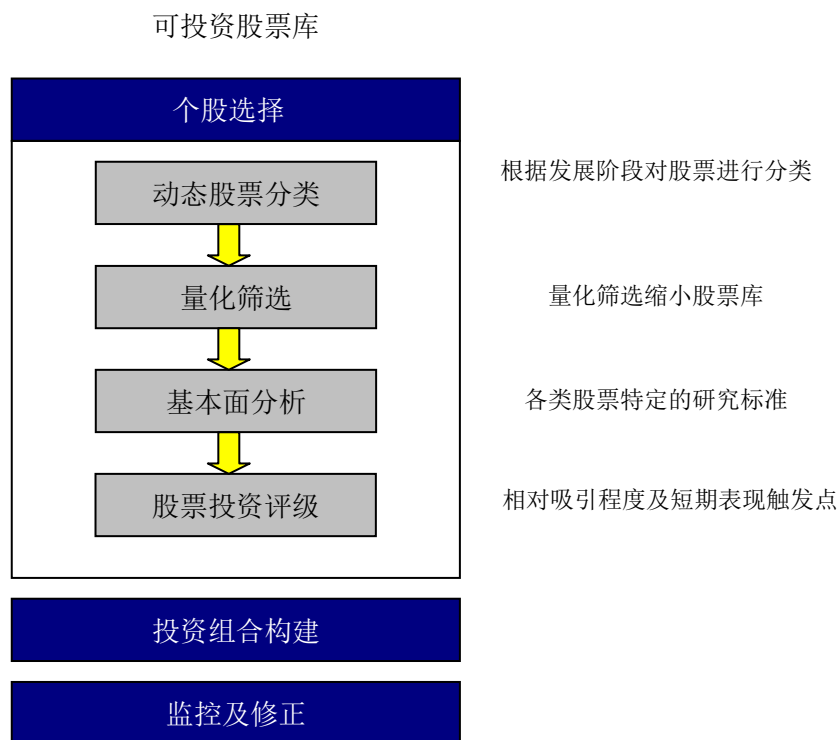 可投资股票库
个股选择
动态股票分类
根据发展阶段对股票进行分类
量化筛选
量化筛选缩小股票库
基本面分析
各类股票特定的研究标准
股票投资评级
相对吸引程度及短期表现触发点
投资组合构建
监控及修正